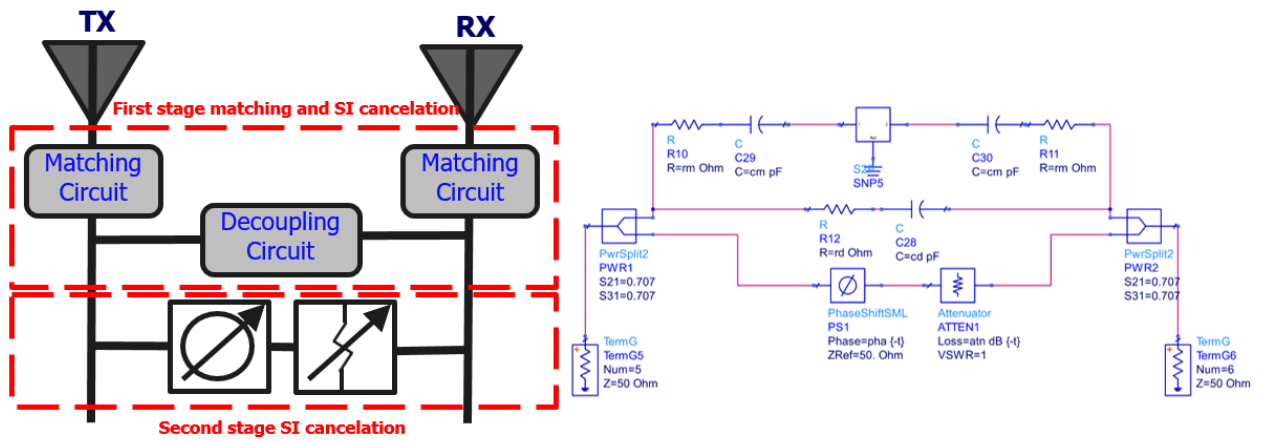 TX
RX
First stage matching and SI cancelation
Matching
Circuit
Matching
Circuit
Decoupling
Circuit
Second stage SI cancelation
R
R10
R=rm Ohm
C
C29
C=cm pF
SNP5
C
C30
C=cm pF
R
R11
R=rm Ohm
R
R12
R=rd Ohm
C
C28
C=cd pF
PwrSplit2
PWR1
S21=0.707
S31=0.707
PwrSplit2
PWR2
S21=0.707
S31=0.707
PhaseShiftSML
PS1
Phase=pha {-t}
ZRef=50. Ohm
Attenuator
ATTEN1
Loss=atn dB {-t}
VSWR=1
TermG
TermG5
Num=5
Z=50 Ohm
TermG
TermG6
Num=6
Z=50 Ohm